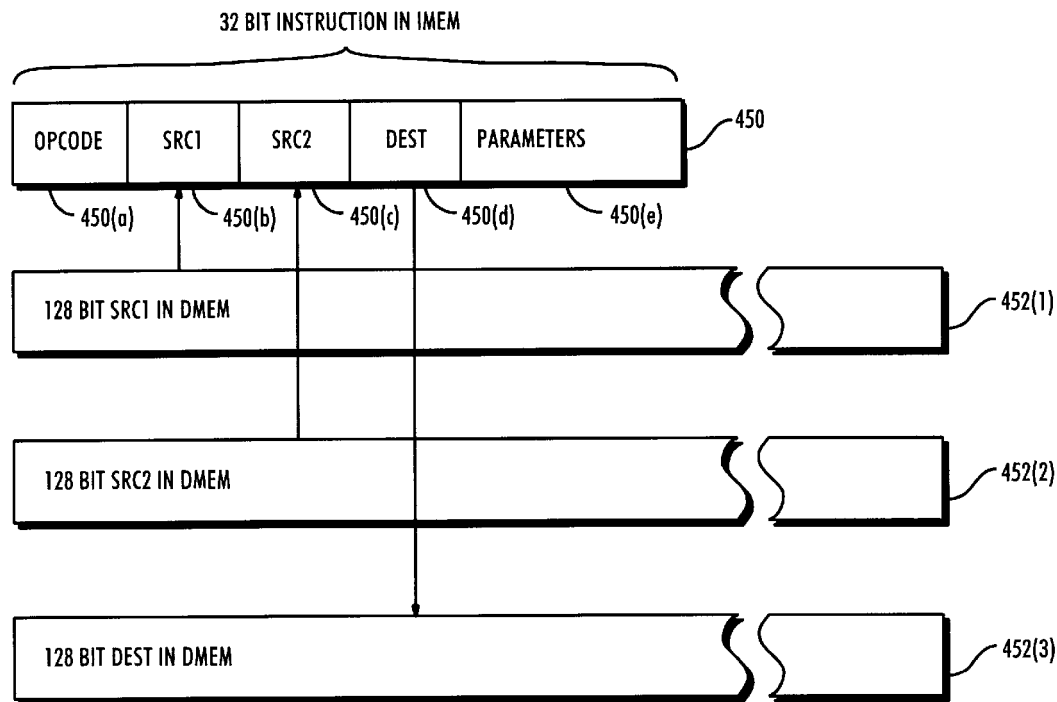 32 BIT INSTRUCTION IN IMEM
OPCODE SRC1 SRC2 DEST PARAMETERS
450
450(a) 450(b) 450(c) 450(d) 450(e)
128 BIT SRC1 IN DMEM
452(1)
128 BIT SRC2 IN DMEM
452(2)
128 BIT DEST IN DMEM
452(3)